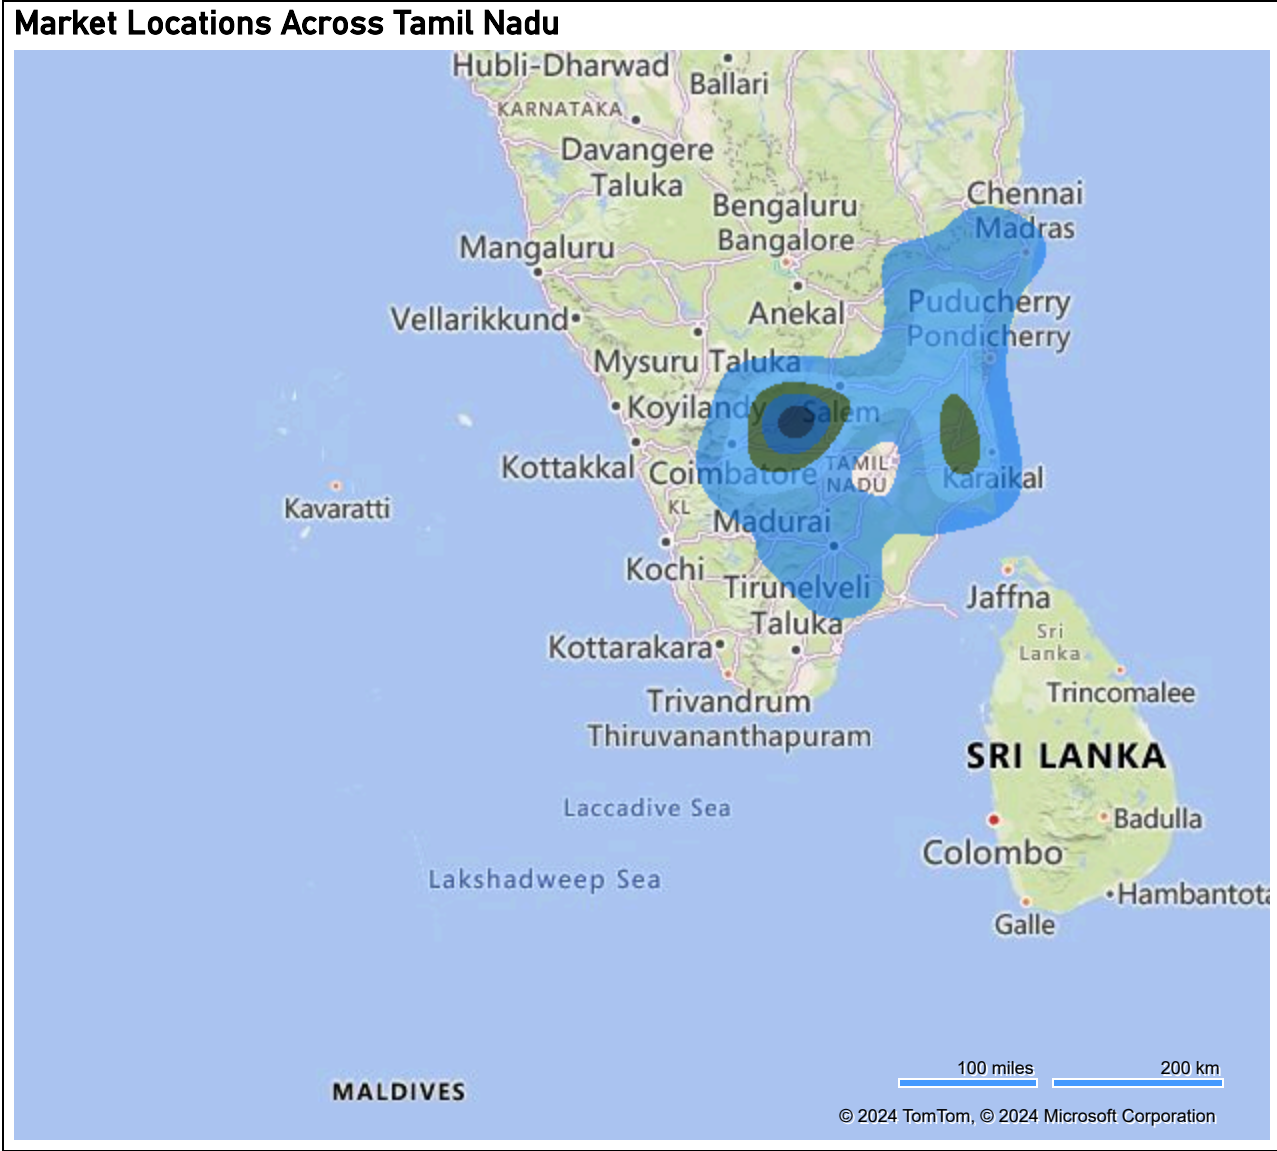 Market Locations Across Tamil Nadu
Hubli-Dharwad
Ballari
KARNATAKA
Davangere
Taluka
Chennai
Madras
Bengaluru
Bangalore
Mangaluru
Anekal
Puducherry
Pondicherry
Vellarikkund
Mysuru Taluka
Koyilandy
Salem
Kottakkal
Coimbatore
TAMIL
NADU
Karaikal
Kavaratti
KL
Madurai
Kochi
Tirunelveli
Taluka
Jaffna
Kottarakara
Sri
Lanka
Trincomalee
Trivandrum
Thiruvananthapuram
SRI LANKA
Laccadive Sea
Badulla
Colombo
Lakshadweep Sea
Hambantota
Galle
MALDIVES
100 miles
200 km
© 2024 TomTom, © 2024 Microsoft Corporation